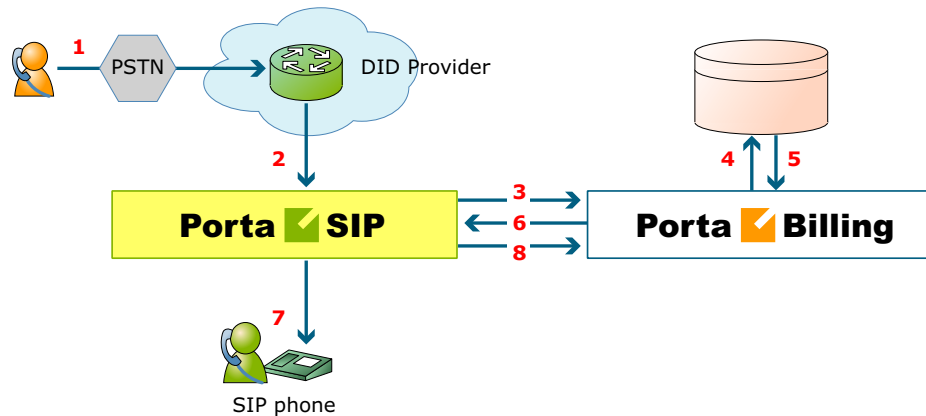 1
PSTN
DID Provider
2
4
5
3
Porta SIP
6
Porta Billing
8
7
SIP phone